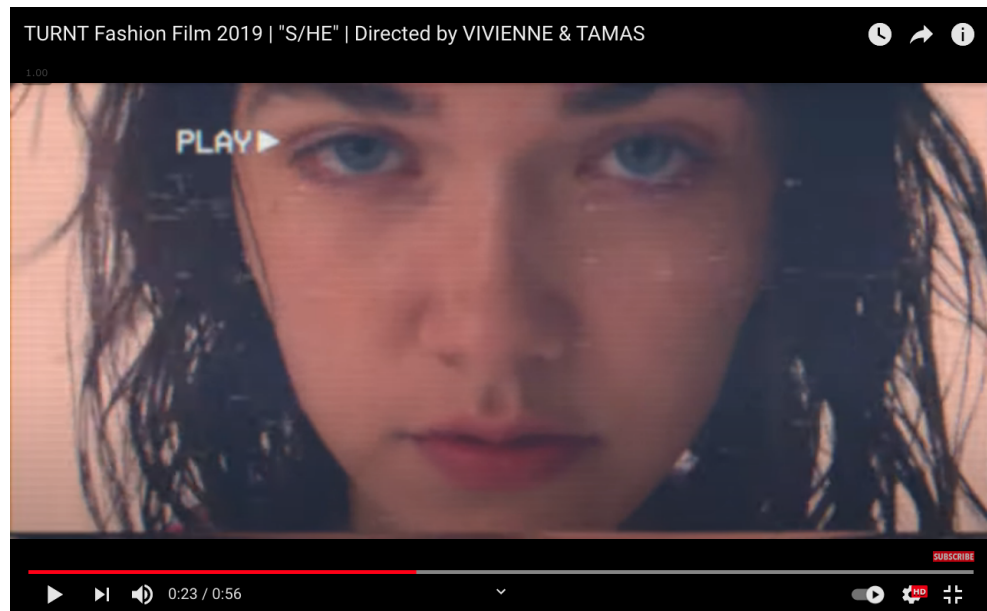 TURNT Fashion Film 2019 | "S/HE" | Directed by VIVIENNE & TAMAS
1.00
PLAY
SUBSCRIBE
0:23 / 0:56
HD